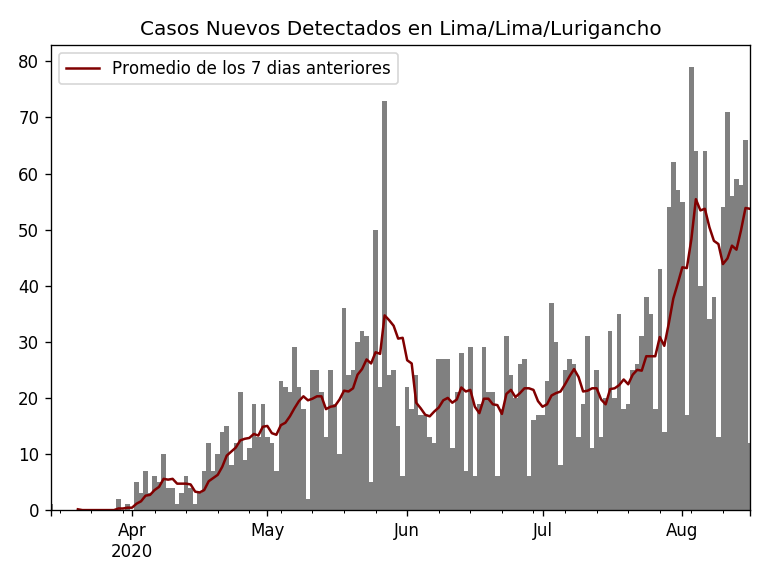 Casos Nuevos Detectados en Lima/Lima/Lurigancho
Promedio de los 7 dias anteriores
80
70
60
50
40
30
20
10
0
Apr
2020
May
Jun
Jul
Aug